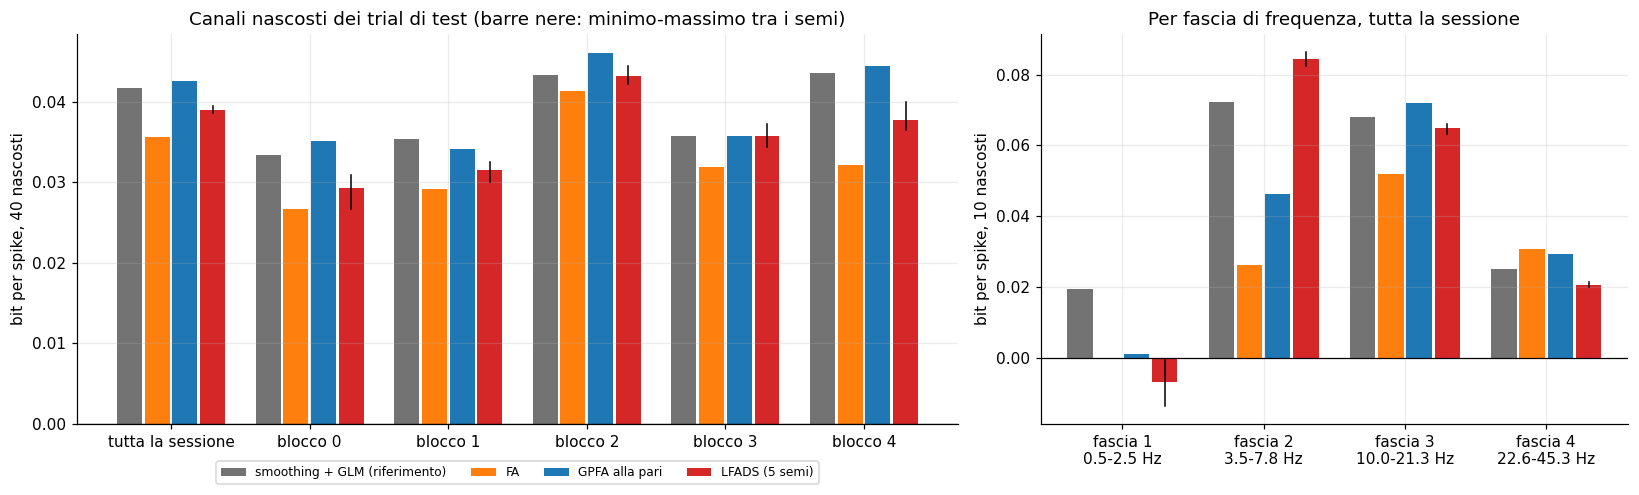 Canali nascosti dei trial di test (barre nere: minimo-massimo tra i semi)
bit per spike, 40 nascosti
0.04
0.03
0.02
0.01
0.00
tutta la sessione
blocco 0
blocco 1
blocco 2
blocco 3
blocco 4
smoothing + GLM (riferimento)
FA
GPFA alla pari
LFADS (5 semi)
Per fascia di frequenza, tutta la sessione
bit per spike, 10 nascosti
0.08
0.06
0.04
0.02
0.00
fascia 1
0.5-2.5 Hz
fascia 2
3.5-7.8 Hz
fascia 3
10.0-21.3 Hz
fascia 4
22.6-45.3 Hz